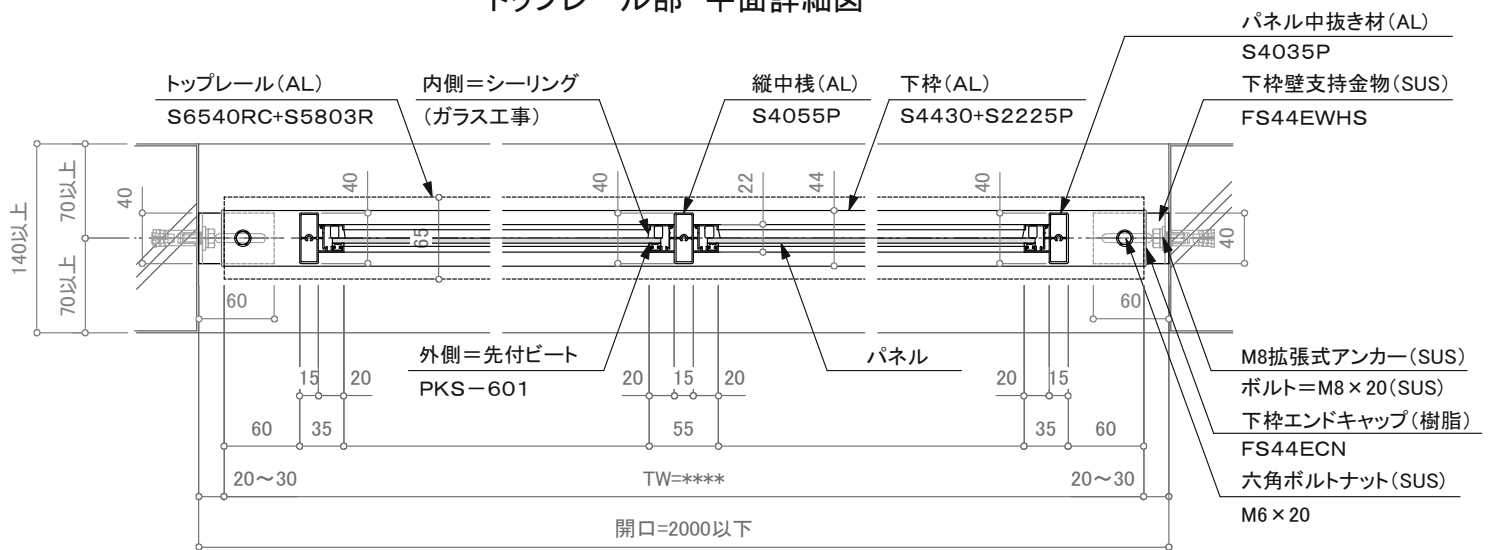 トップレール部 平面詳細図
パネル中抜き材(AL)
S4035P
トップレール(AL)
S6540RC+S5803R
内側=シーリング
(ガラス工事)
縦中桟(AL)
S4055P
下枠(AL)
S4430+S2225P
下枠壁支持金物(SUS)
FS44EWHS
140以上
70以上
70以上
40
40
65
40
22
44
40
40
60
60
外側=先付ビート
PKS-601
パネル
M8拡張式アンカー(SUS)
ボルト=M8×20(SUS)
下枠エンドキャップ(樹脂)
FS44ECN
六角ボルトナット(SUS)
M6×20
15
20
20
15
20
20
15
60
35
55
35
60
20~30
TW=****
20~30
開口=2000以下